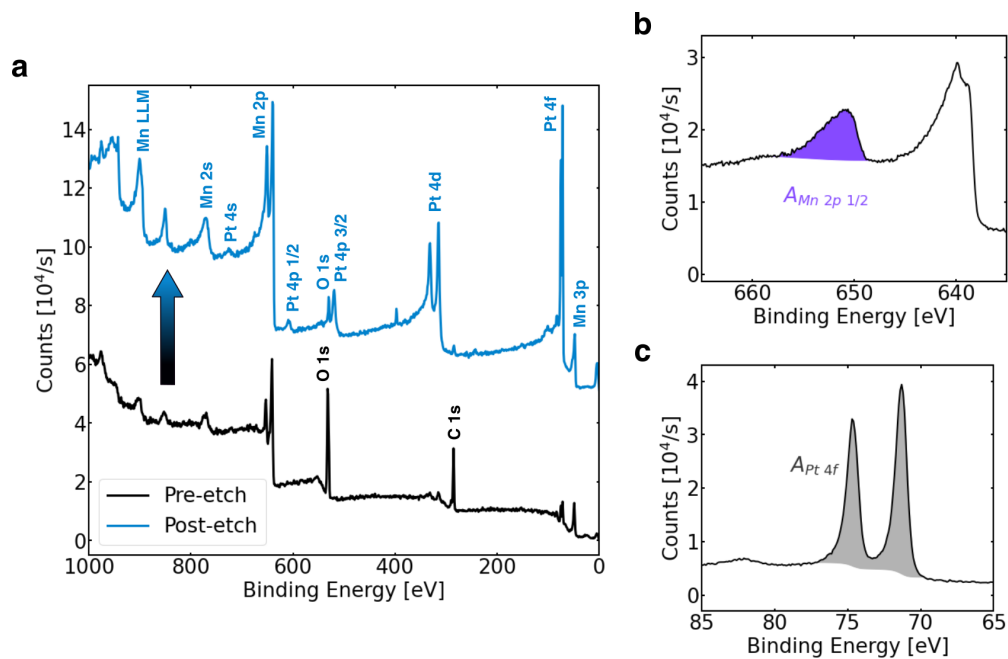 a
Counts [10⁴/s]
14
12
10
8
6
4
2
0
Mn LLM
Mn 2s
Pt 4s
Mn 2p
Pt 4p 1/2
O 1s
Pt 4p 3/2
Pt 4d
Pt 4f
Mn 3p
O 1s
C 1s
Pre-etch
Post-etch
1000
800
600
400
200
0
Binding Energy [eV]
b
Counts [10⁴/s]
3
2
1
0
A Mn 2p 1/2
660
650
640
Binding Energy [eV]
c
Counts [10⁴/s]
4
3
2
1
0
A Pt 4f
85
80
75
70
65
Binding Energy [eV]